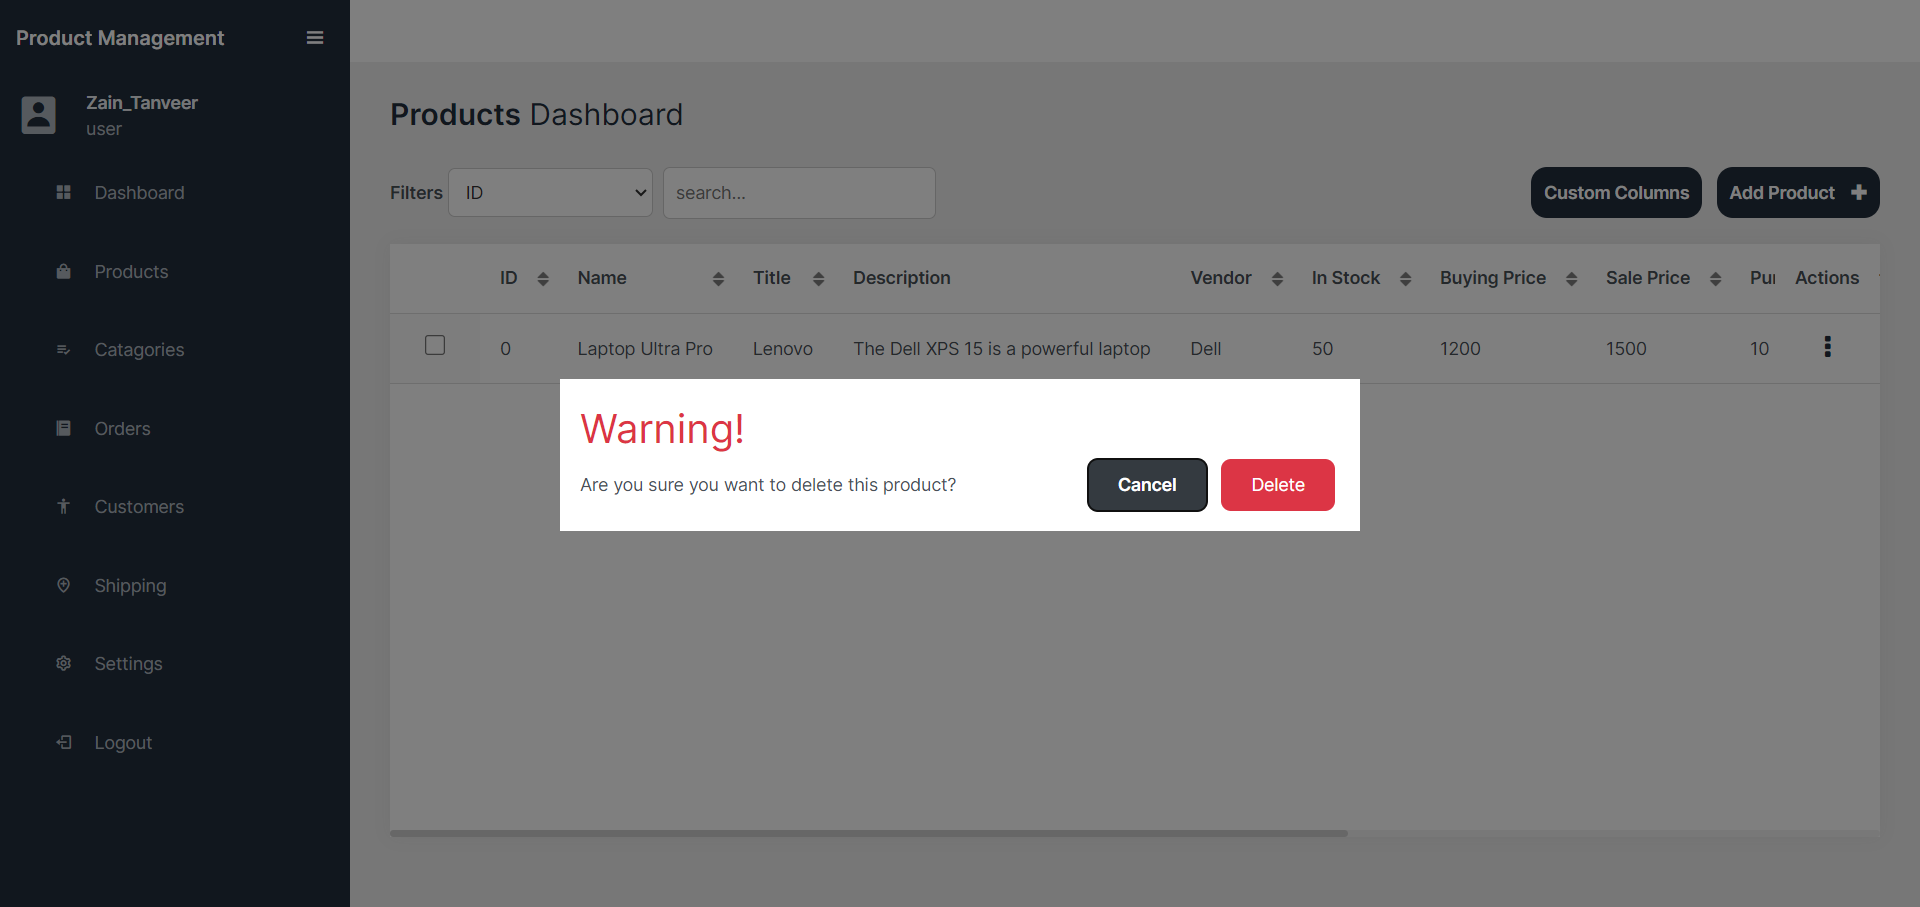 Product Management
Zain_Tanveer
user
Dashboard
Products
Catagories
Orders
Customers
Shipping
Settings
Logout
Products Dashboard
Filters ID search... Custom Columns Add Product
ID Name Title Description Vendor In Stock Buying Price Sale Price Pur Actions
0 Laptop Ultra Pro Lenovo The Dell XPS 15 is a powerful laptop Dell 50 1200 1500 10
Warning!
Are you sure you want to delete this product? Cancel Delete